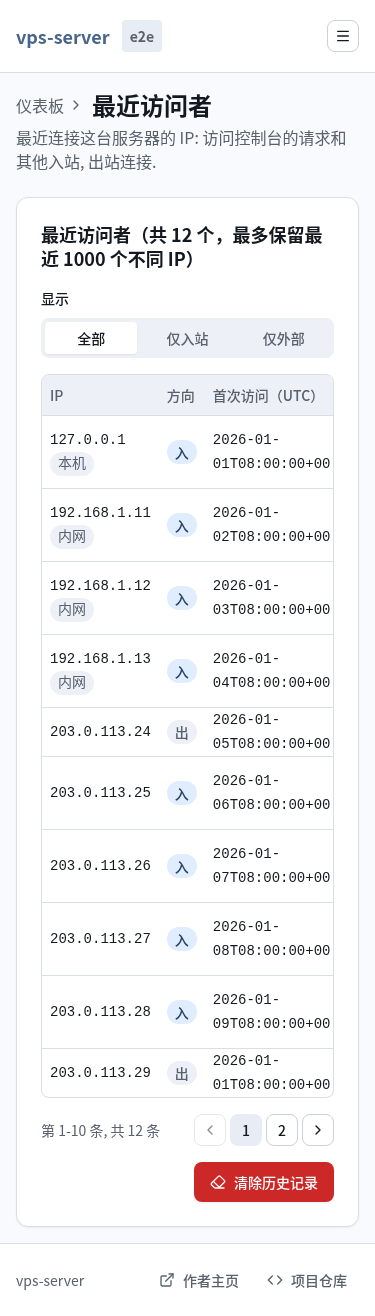 vps-server e2e
仪表板 > 最近访问者
最近连接这台服务器的 IP: 访问控制台的请求和
其他入站, 出站连接.
最近访问者（共 12 个，最多保留最
近 1000 个不同 IP）
显示
全部 仅入站 仅外部
IP 方向 首次访问（UTC）
127.0.0.1 本机 入 2026-01-
01T08:00:00+00
192.168.1.11 内网 入 2026-01-
02T08:00:00+00
192.168.1.12 内网 入 2026-01-
03T08:00:00+00
192.168.1.13 内网 入 2026-01-
04T08:00:00+00
203.0.113.24 出 2026-01-
05T08:00:00+00
203.0.113.25 入 2026-01-
06T08:00:00+00
203.0.113.26 入 2026-01-
07T08:00:00+00
203.0.113.27 入 2026-01-
08T08:00:00+00
203.0.113.28 入 2026-01-
09T08:00:00+00
203.0.113.29 出 2026-01-
01T08:00:00+00
第 1-10 条, 共 12 条 1 2
清除历史记录
vps-server 作者主页 项目仓库